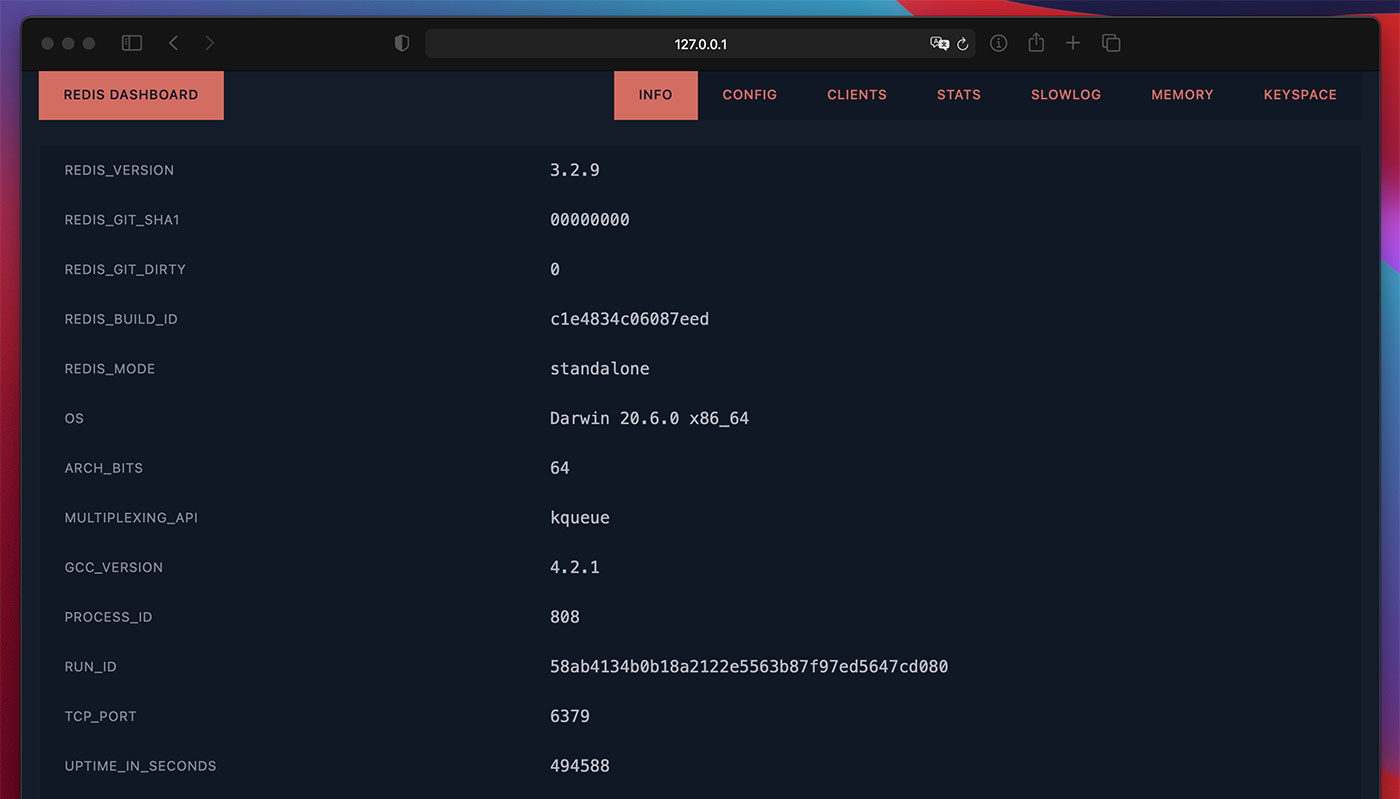 127.0.0.1
REDIS DASHBOARD INFO CONFIG CLIENTS STATS SLOWLOG MEMORY KEYSPACE
REDIS_VERSION 3.2.9
REDIS_GIT_SHA1 00000000
REDIS_GIT_DIRTY 0
REDIS_BUILD_ID c1e4834c06087eed
REDIS_MODE standalone
OS Darwin 20.6.0 x86_64
ARCH_BITS 64
MULTIPLEXING_API kqueue
GCC_VERSION 4.2.1
PROCESS_ID 808
RUN_ID 58ab4134b0b18a2122e5563b87f97ed5647cd080
TCP_PORT 6379
UPTIME_IN_SECONDS 494588